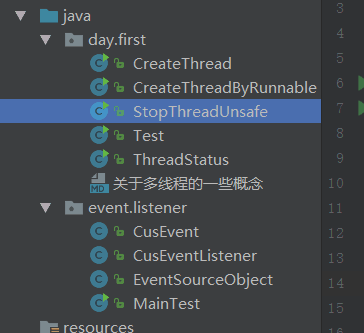 java
day.first
CreateThread
CreateThreadByRunnable
StopThreadUnsafe
Test
ThreadStatus
MD 关于多线程的一些概念
event.listener
CusEvent
CusEventListener
EventSourceObject
MainTest
resources
3
4
5
6
7
8
9
10
11
12
13
14
15